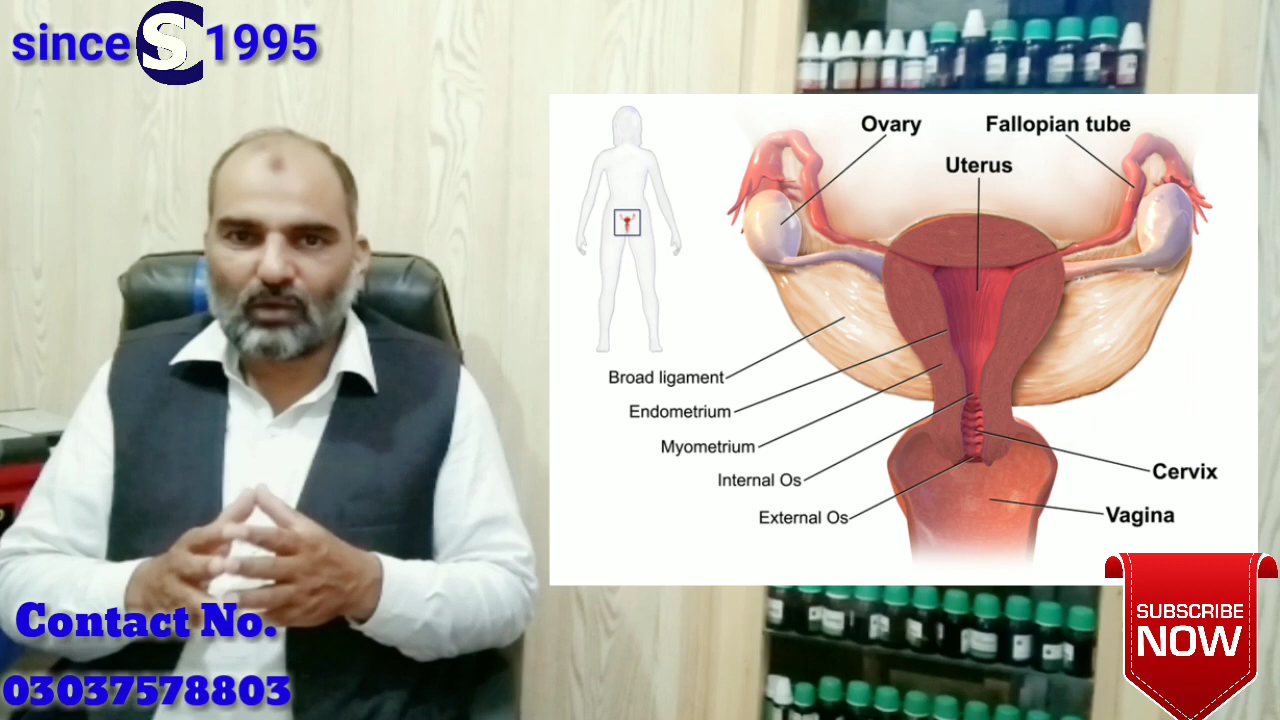 since S 1995
Ovary
Fallopian tube
Uterus
Broad ligament
Endometrium
Myometrium
Internal Os
External Os
Cervix
Vagina
Contact No.
03037578803
SUBSCRIBE
NOW